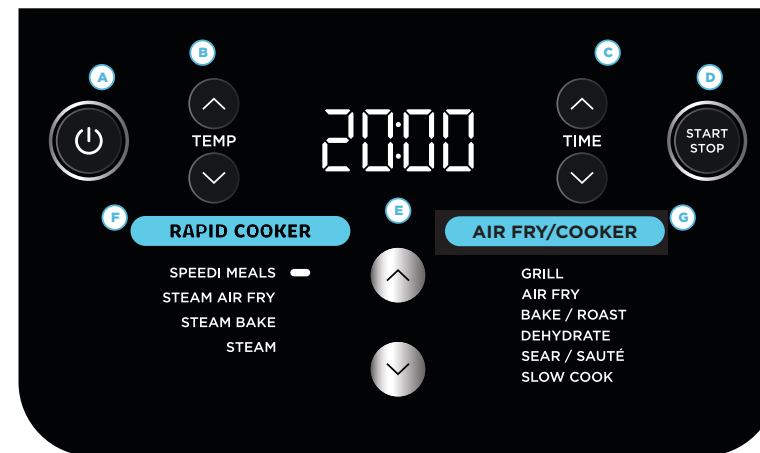 A
B
C
D
START
STOP
TEMP
20:00
TIME
E
F
RAPID COOKER
G
AIR FRY/COOKER
SPEEDI MEALS
STEAM AIR FRY
STEAM BAKE
STEAM
GRILL
AIR FRY
BAKE / ROAST
DEHYDRATE
SEAR / SAUTÉ
SLOW COOK